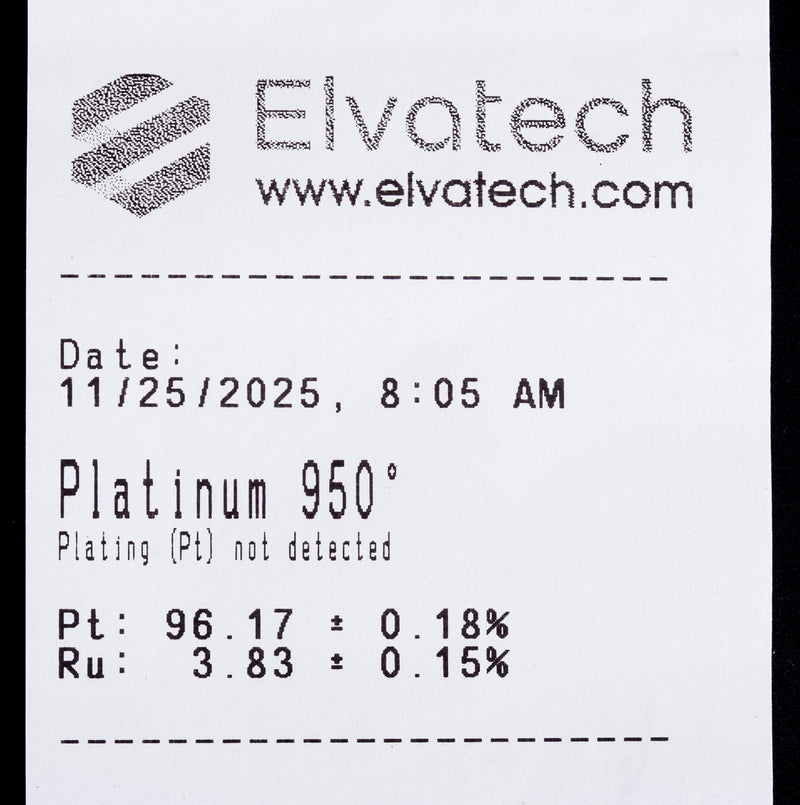 Elvatech
www.elvatech.com
------------------------
Date:
11/25/2025, 8:05 AM
Platinum 950°
Plating (Pt) not detected
Pt: 96.17 ± 0.18%
Ru: 3.83 ± 0.15%
------------------------